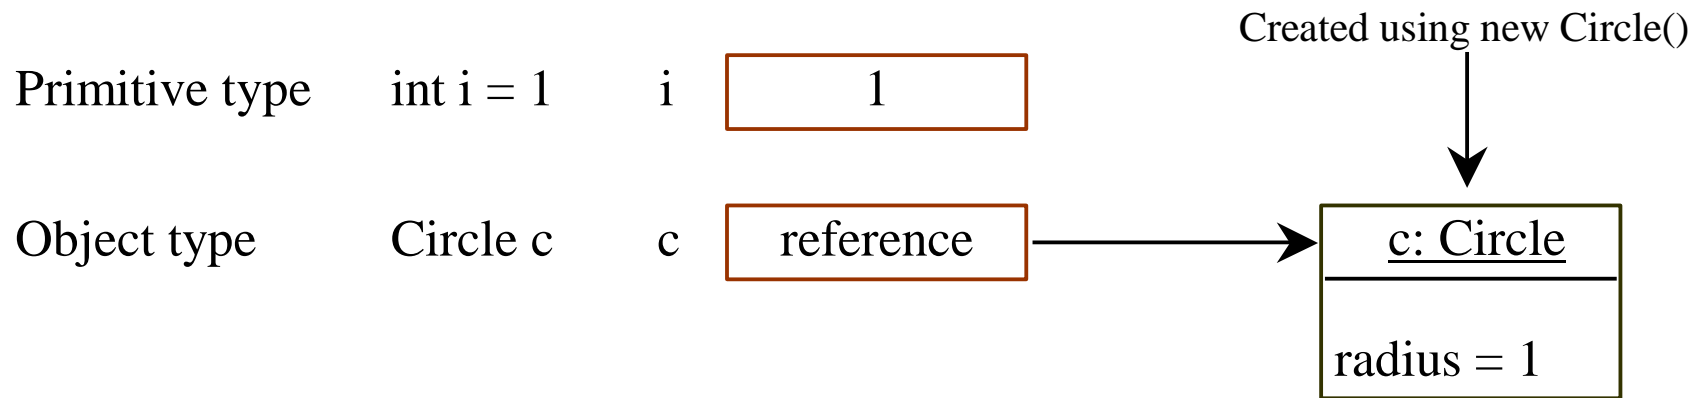 Created using new Circle()
Primitive type int i = 1 i 1
Object type Circle c c reference c: Circle
radius = 1